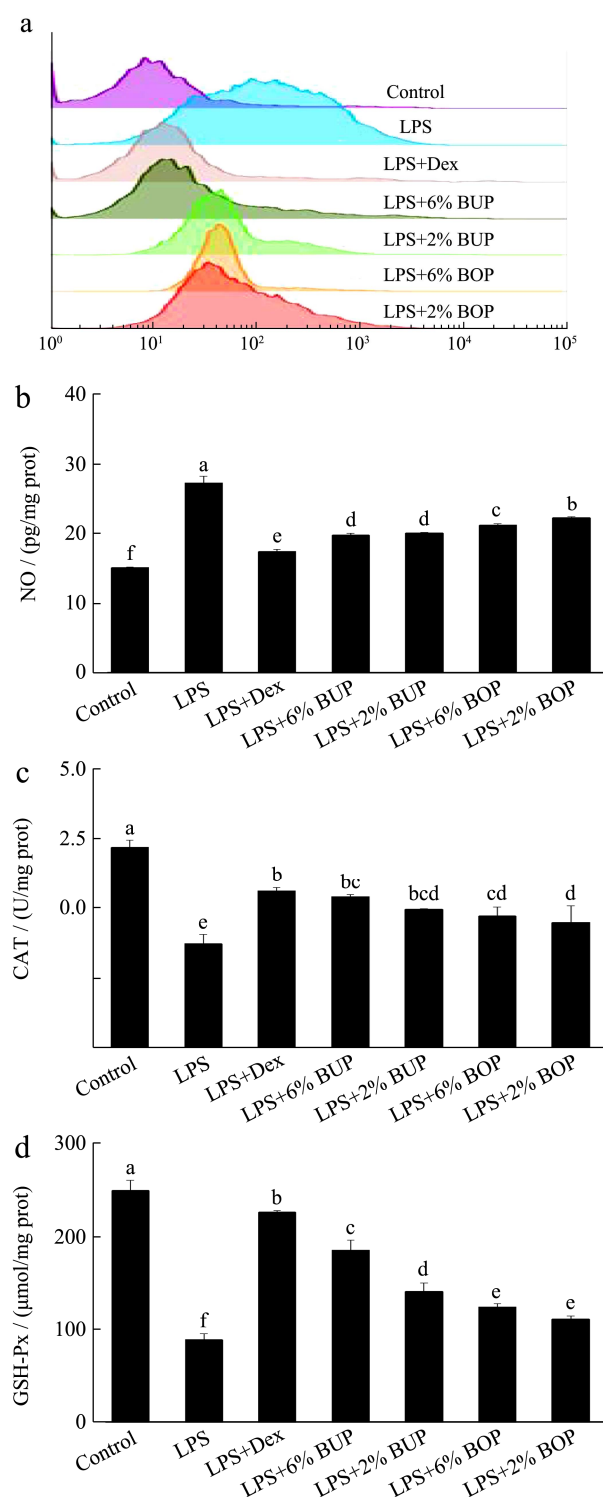 a
Control
LPS
LPS+Dex
LPS+6% BUP
LPS+2% BUP
LPS+6% BOP
LPS+2% BOP
10⁰ 10¹ 10² 10³ 10⁴ 10⁵
b
NO / (pg/mg prot)
40
30
20
10
0
f a e d d c b
Control LPS LPS+Dex LPS+6% BUP LPS+2% BUP LPS+6% BOP LPS+2% BOP
c
CAT / (U/mg prot)
5.0
2.5
0.0
a e b bc bcd cd d
Control LPS LPS+Dex LPS+6% BUP LPS+2% BUP LPS+6% BOP LPS+2% BOP
d
GSH-Px / (μmol/mg prot)
300
200
100
0
a f b c d e e
Control LPS LPS+Dex LPS+6% BUP LPS+2% BUP LPS+6% BOP LPS+2% BOP